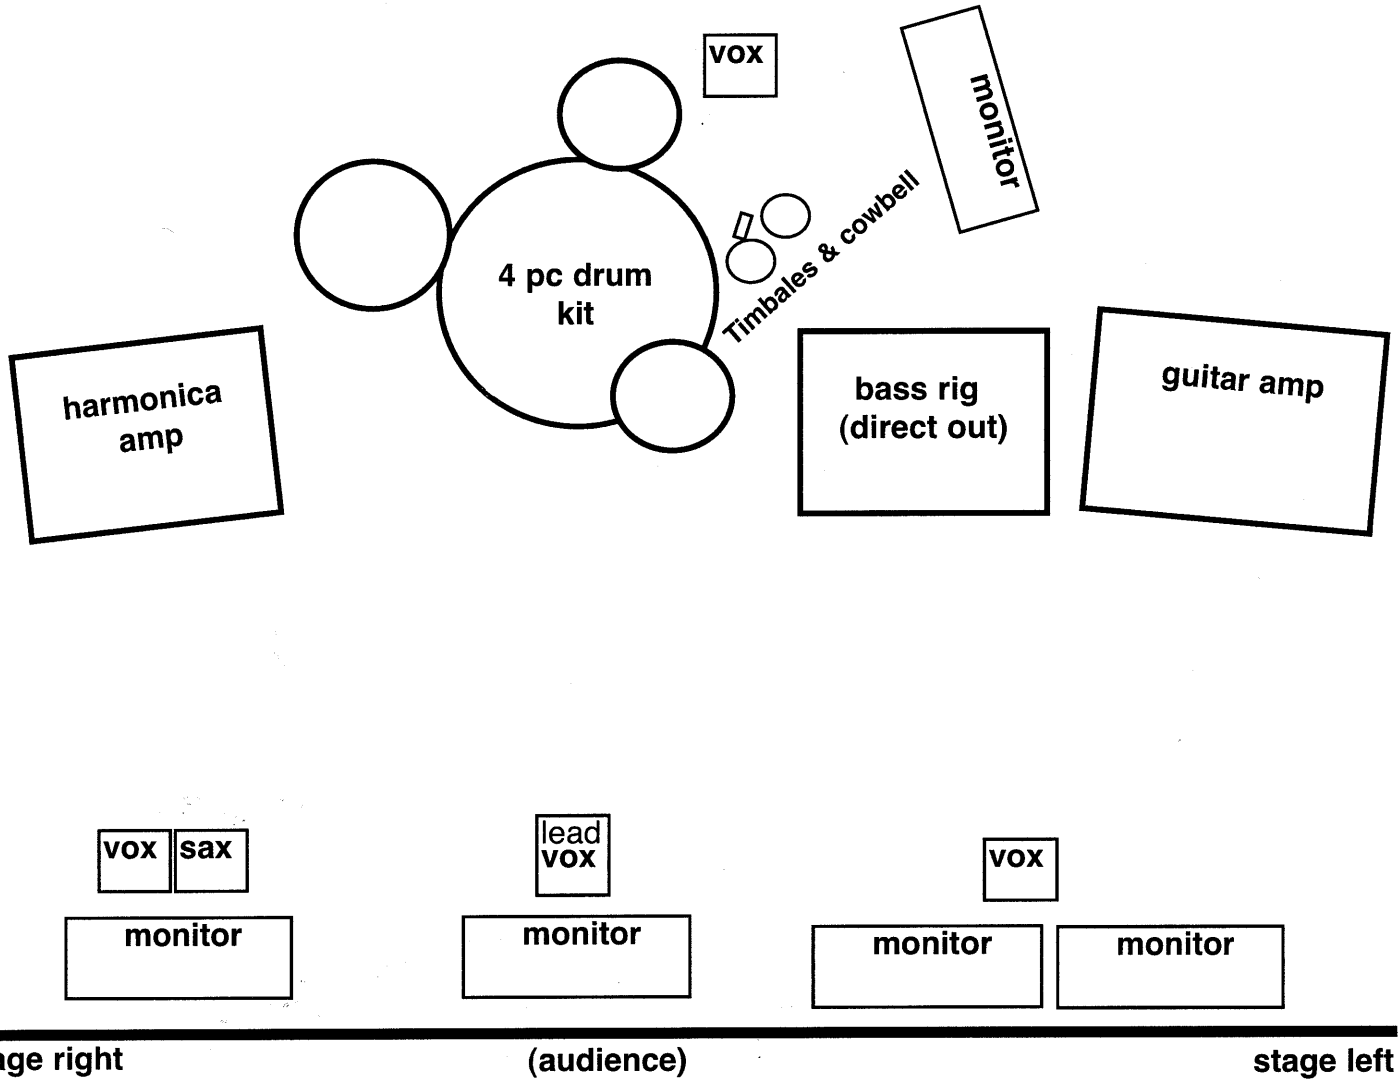 vox
monitor
Timbales & cowbell
4 pc drum
kit
harmonica
amp
bass rig
(direct out)
guitar amp
vox
sax
lead
vox
vox
monitor
monitor
monitor
monitor
age right
(audience)
stage left